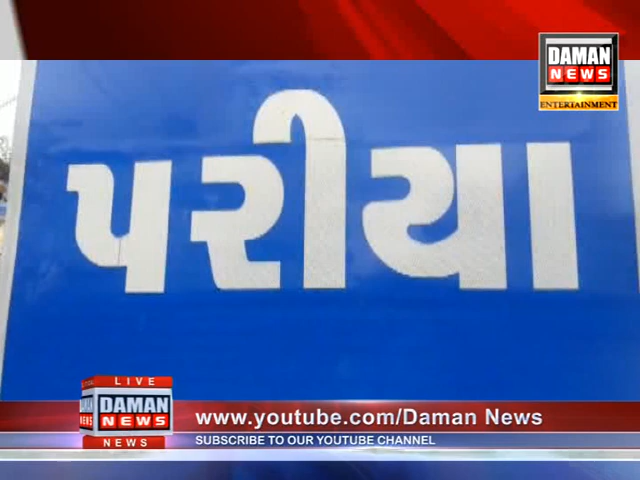 DAMAN
NEWS
ENTERTAINMENT
પરીયા
LIVE
DAMAN
NEWS
NEWS
www.youtube.com/Daman News
SUBSCRIBE TO OUR YOUTUBE CHANNEL